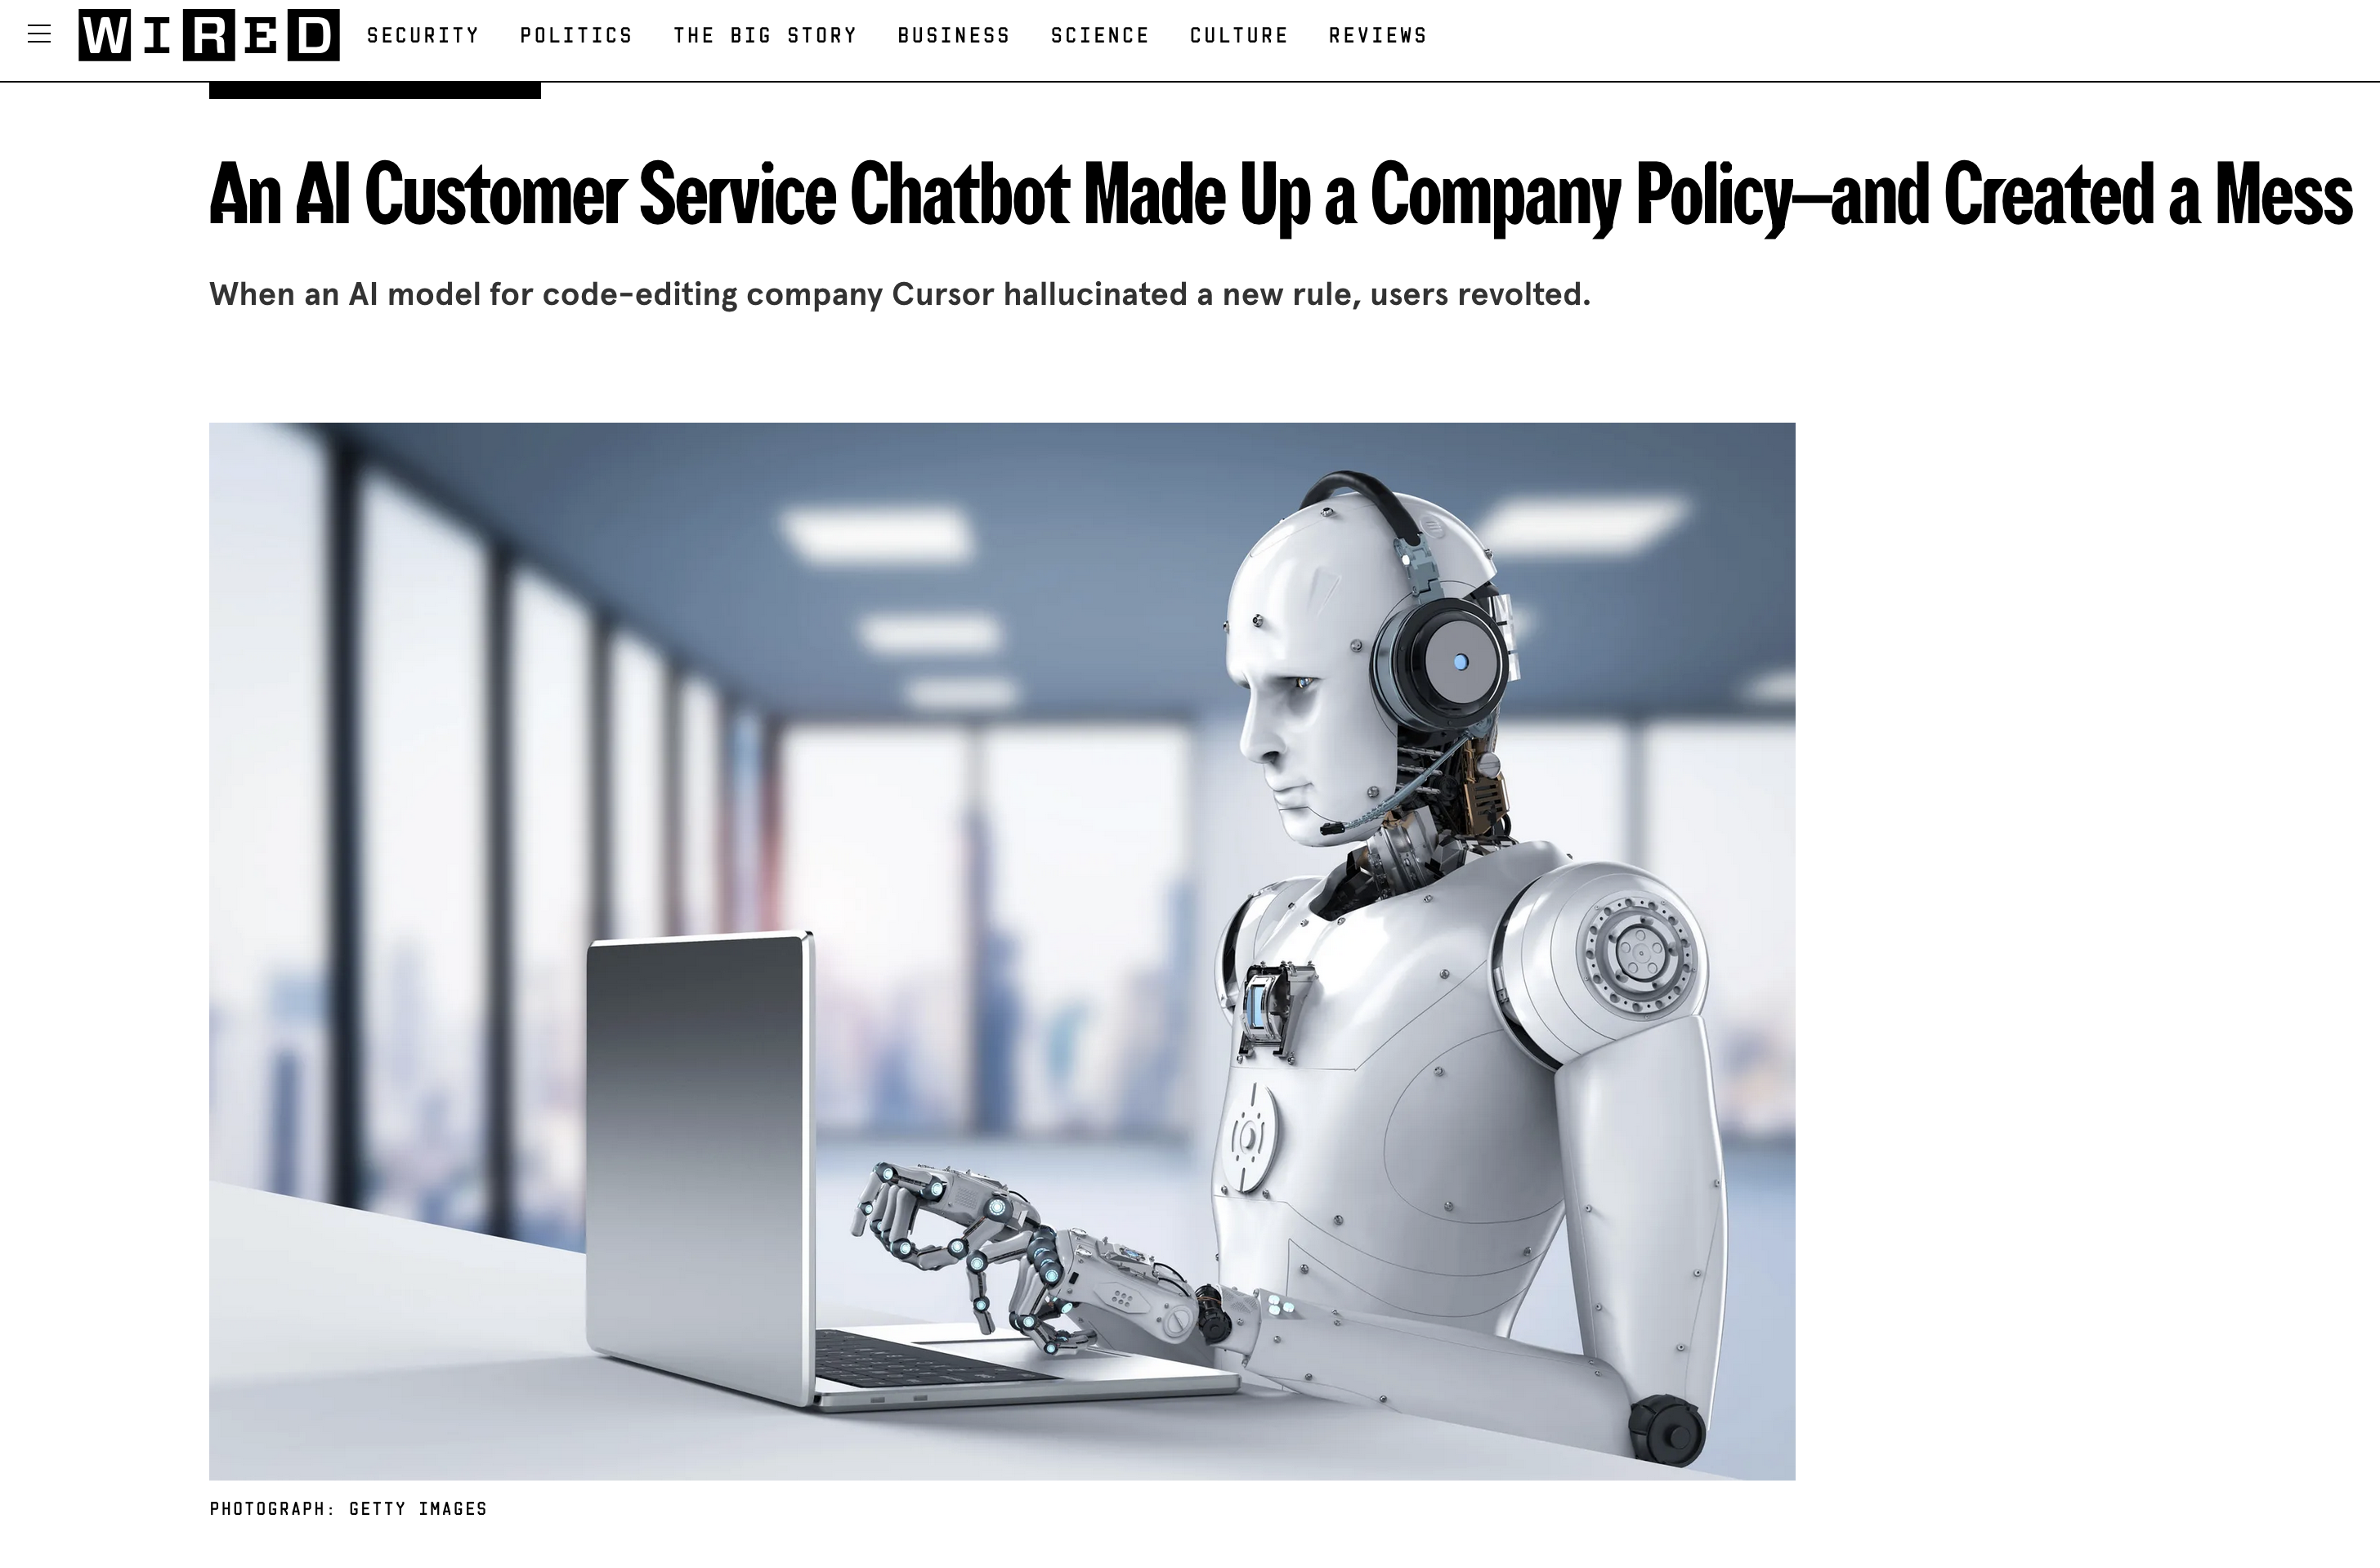 WIRED SECURITY POLITICS THE BIG STORY BUSINESS SCIENCE CULTURE REVIEWS
An AI Customer Service Chatbot Made Up a Company Policy—and Created a Mess
When an AI model for code-editing company Cursor hallucinated a new rule, users revolted.
PHOTOGRAPH: GETTY IMAGES